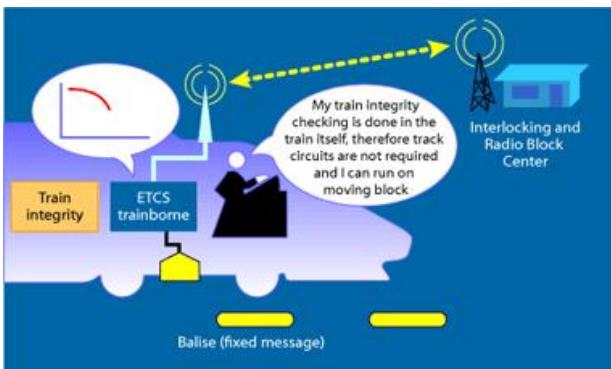 My train integrity
checking is done in the
train itself, therefore track
circuits are not required
and I can run on
moving block
Interlocking and
Radio Block
Center
Train
integrity
ETCS
trainborne
Balise (fixed message)